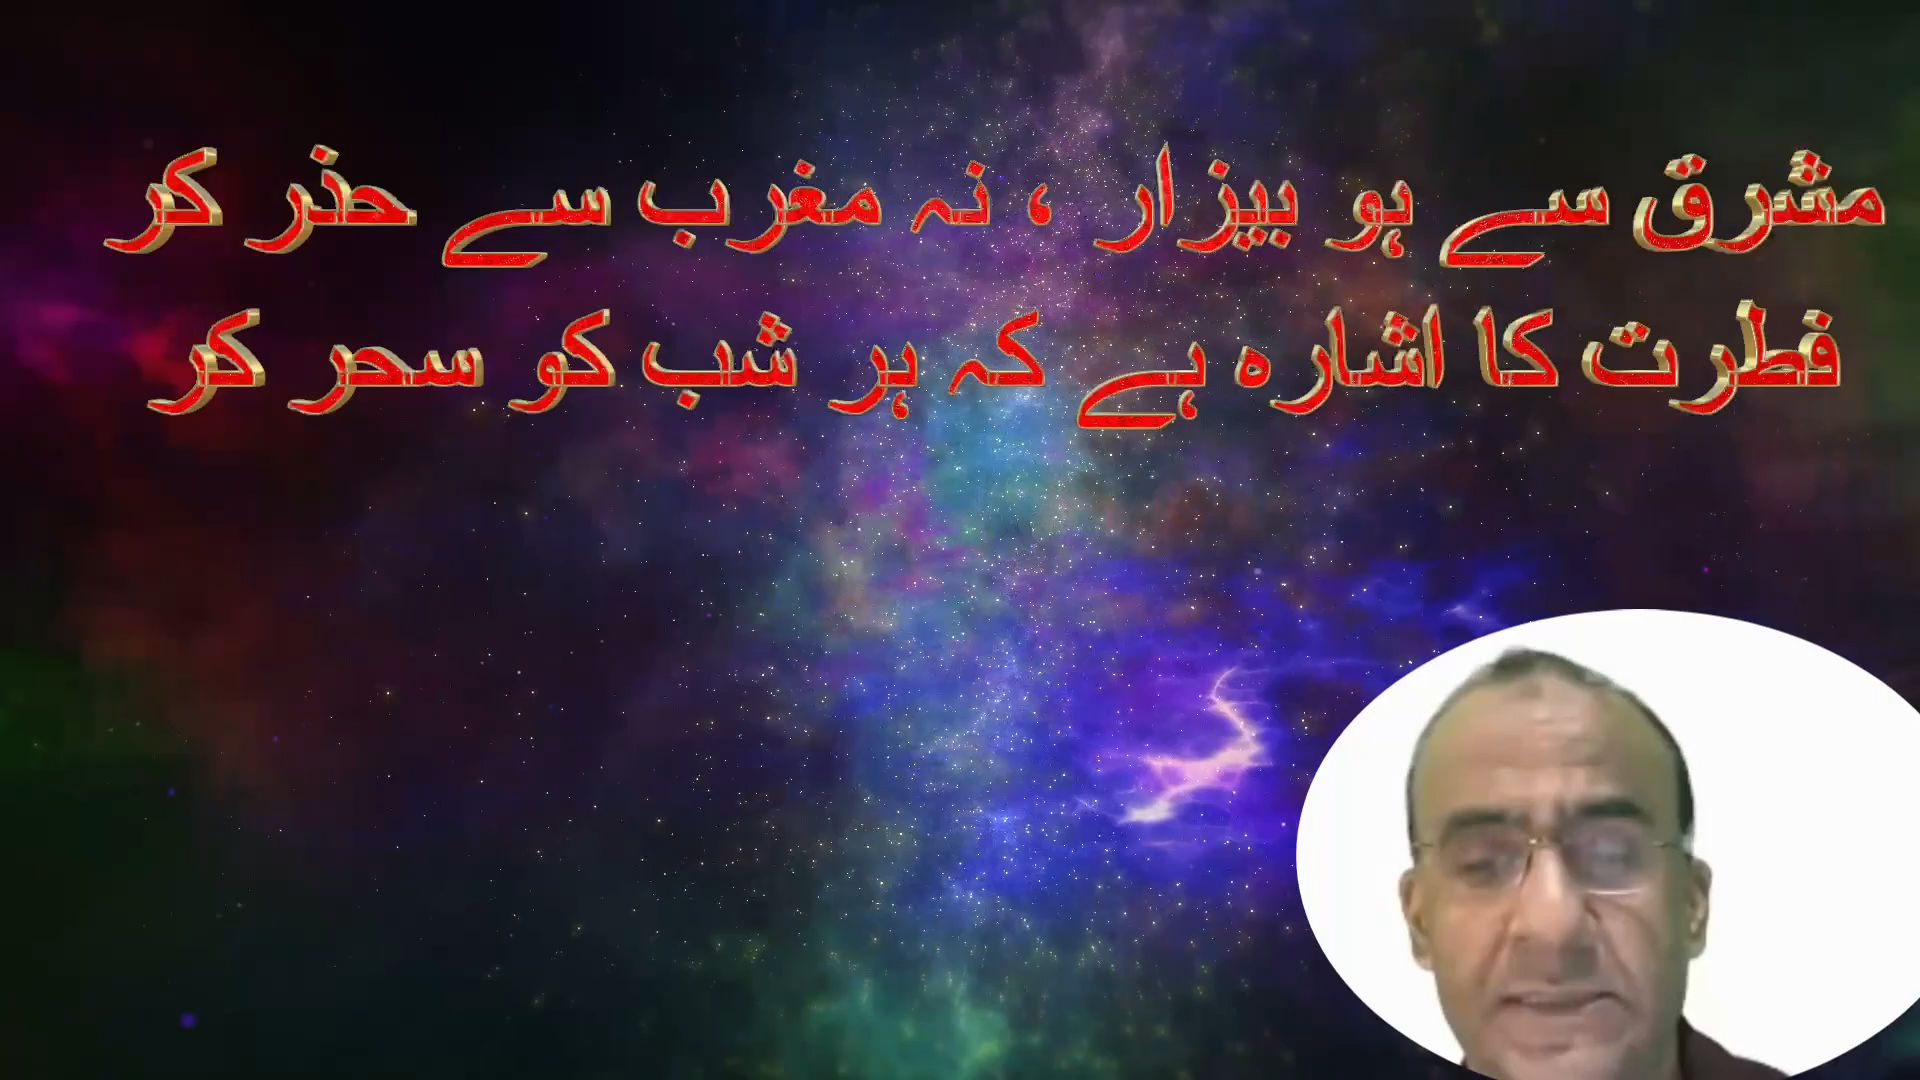 مشرق سے ہو بیزار ، نہ مغرب سے حذر کر
فطرت کا اشارہ ہے کہ ہر شب کو سحر کر